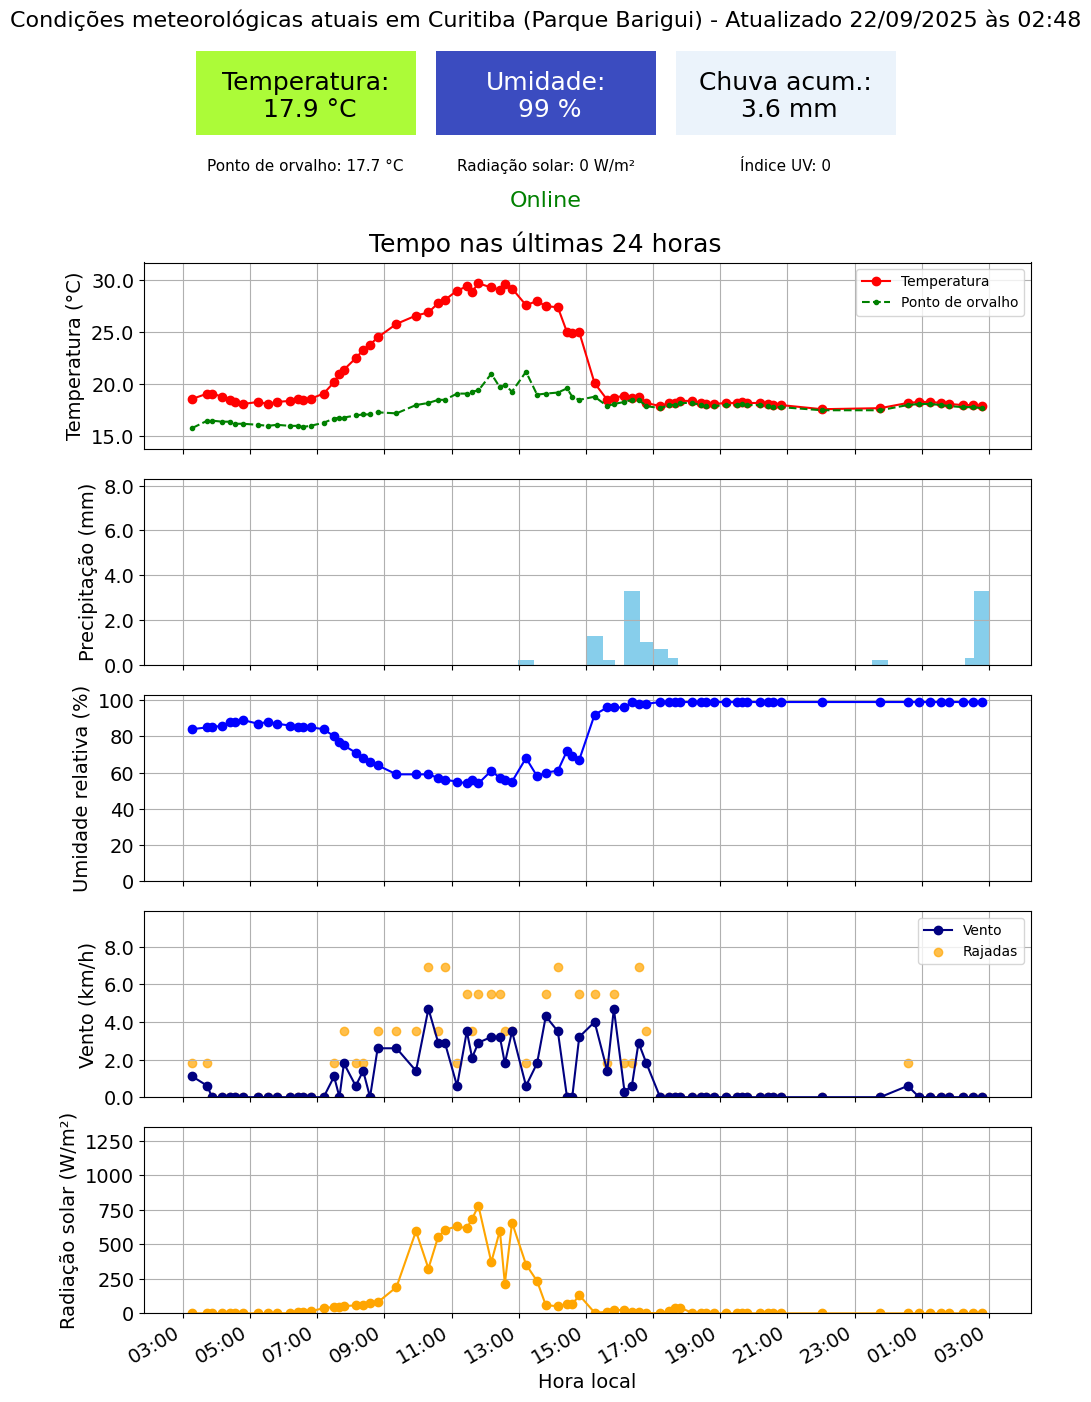 Condições meteorológicas atuais em Curitiba (Parque Barigui) - Atualizado 22/09/2025 às 02:48
Temperatura:
17.9 °C
Umidade:
99 %
Chuva acum.:
3.6 mm
Ponto de orvalho: 17.7 °C
Radiação solar: 0 W/m²
Índice UV: 0
Online
Tempo nas últimas 24 horas
Temperatura (°C)
30.0
25.0
20.0
15.0
Temperatura
Ponto de orvalho
Precipitação (mm)
8.0
6.0
4.0
2.0
0.0
Umidade relativa (%)
100
80
60
40
20
0
Vento (km/h)
8.0
6.0
4.0
2.0
0.0
Vento
Rajadas
Radiação solar (W/m²)
1250
1000
750
500
250
0
03:00
05:00
07:00
09:00
11:00
13:00
15:00
17:00
19:00
21:00
01:00
03:00
Hora local